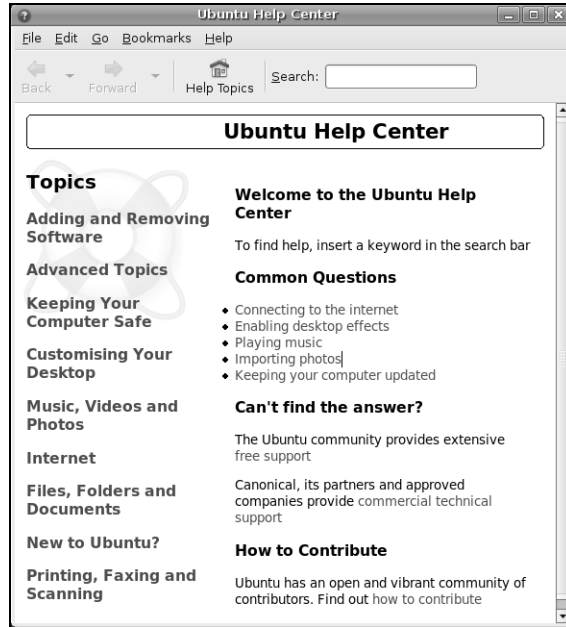 Ubuntu Help Center
File Edit Go Bookmarks Help
Back Forward Help Topics Search:
Ubuntu Help Center
Topics
Adding and Removing
Software
Advanced Topics
Keeping Your
Computer Safe
Customising Your
Desktop
Music, Videos and
Photos
Internet
Files, Folders and
Documents
New to Ubuntu?
Printing, Faxing and
Scanning
Welcome to the Ubuntu Help
Center
To find help, insert a keyword in the search bar
Common Questions
Connecting to the internet
Enabling desktop effects
Playing music
Importing photos
Keeping your computer updated
Can't find the answer?
The Ubuntu community provides extensive
free support
Canonical, its partners and approved
companies provide commercial technical
support
How to Contribute
Ubuntu has an open and vibrant community of
contributors. Find out how to contribute